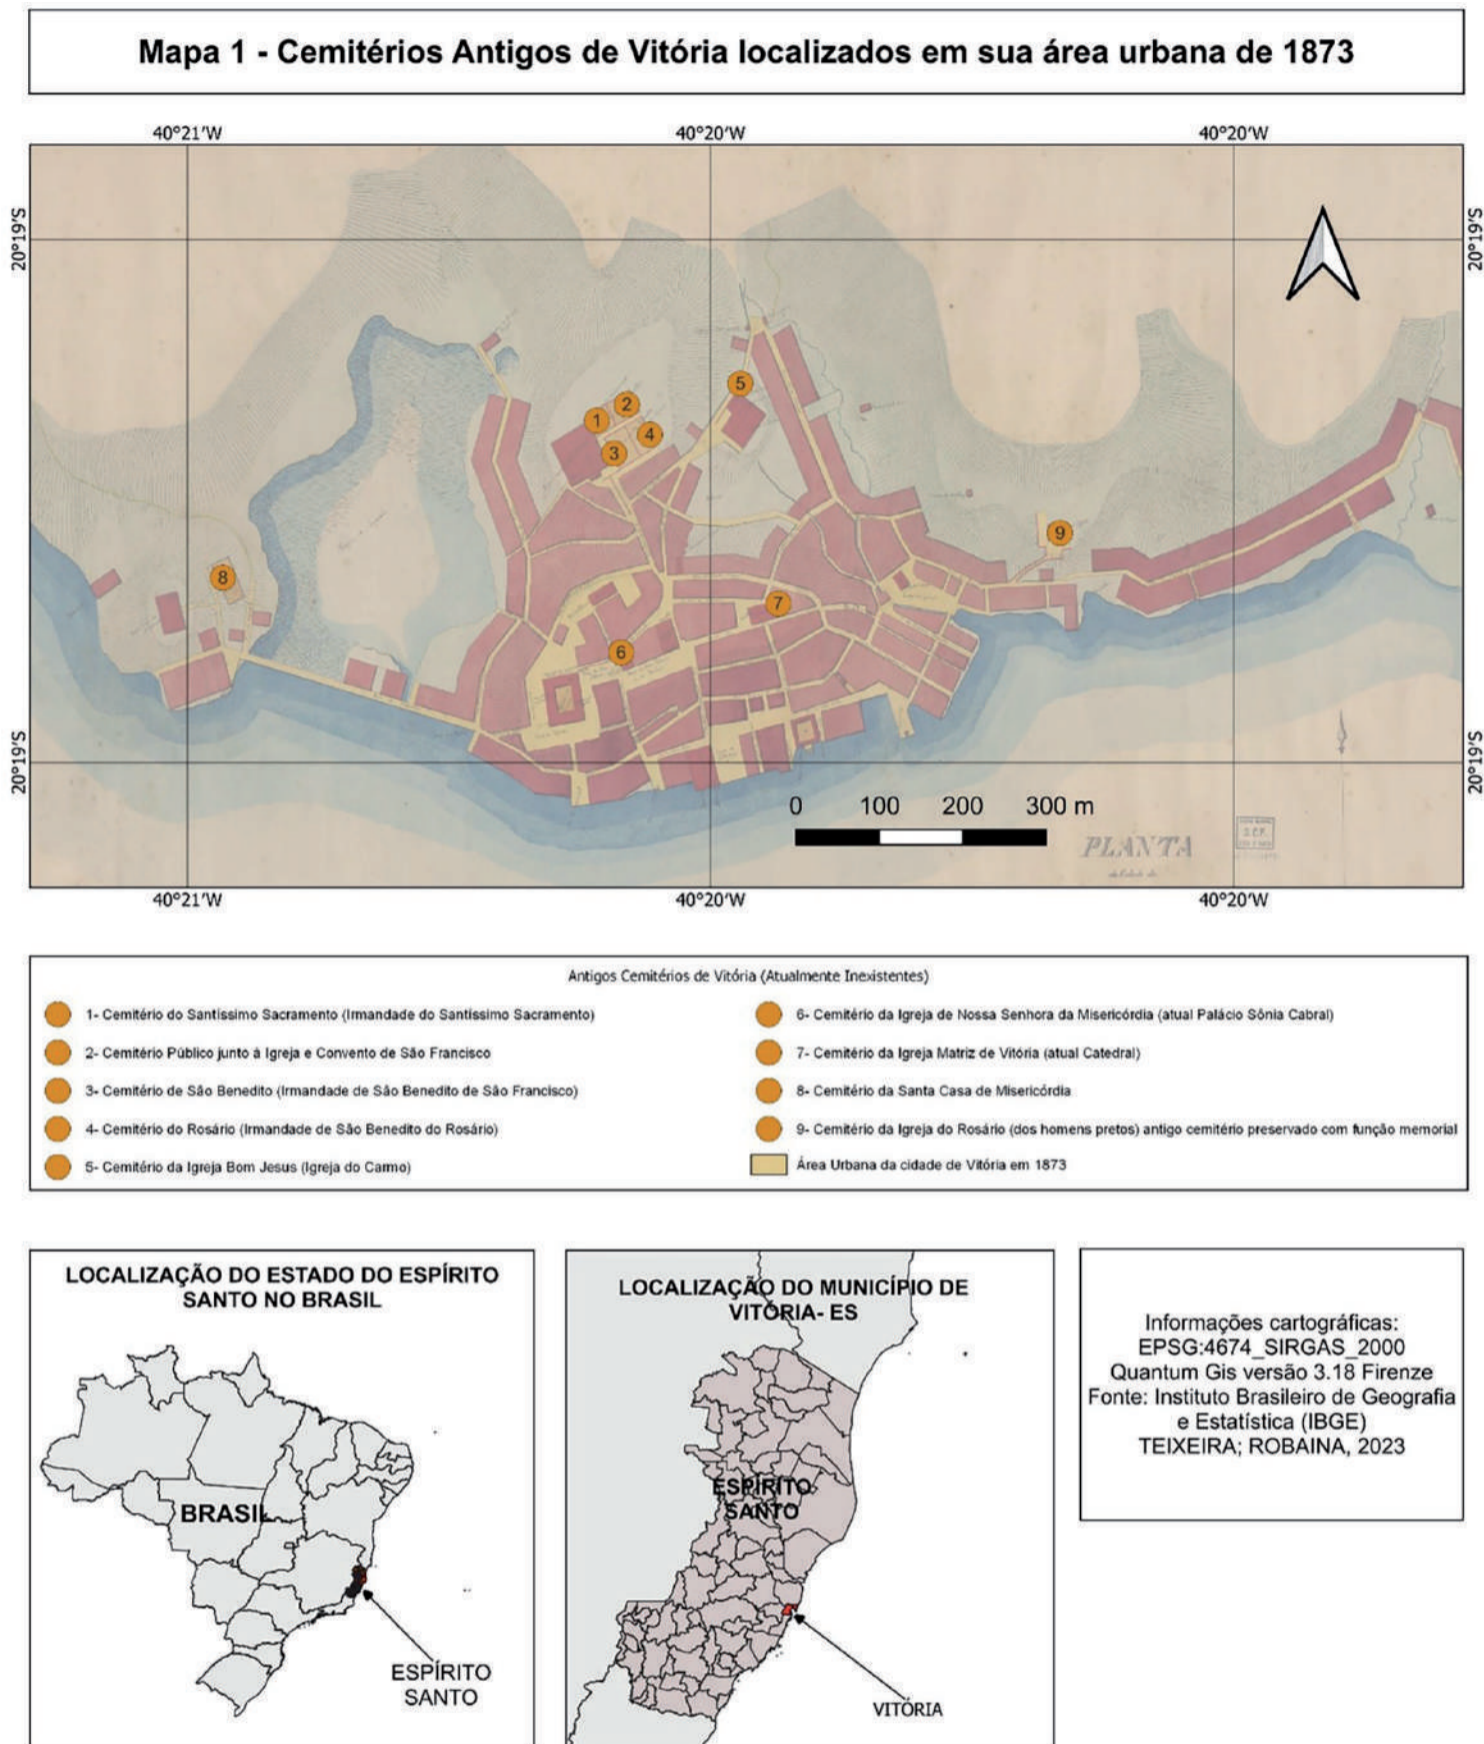 Mapa 1 - Cemitérios Antigos de Vitória localizados em sua área urbana de 1873
40°21'W
40°20'W
40°20'W
20°19'S
20°19'S
1
2
3
4
5
6
7
8
9
20°19'S
20°19'S
0 100 200 300 m
PLANTA
40°21'W
40°20'W
40°20'W
Antigos Cemitérios de Vitória (Atualmente Inexistentes)
1- Cemitério do Santíssimo Sacramento (Irmandade do Santíssimo Sacramento)
2- Cemitério Público junto à Igreja e Convento de São Francisco
3- Cemitério de São Benedito (Irmandade de São Benedito de São Francisco)
4- Cemitério do Rosário (Irmandade de São Benedito do Rosário)
5- Cemitério da Igreja Bom Jesus (Igreja do Carmo)
6- Cemitério da Igreja de Nossa Senhora da Misericórdia (atual Palácio Sônia Cabral)
7- Cemitério da Igreja Matriz de Vitória (atual Catedral)
8- Cemitério da Santa Casa de Misericórdia
9- Cemitério da Igreja do Rosário (dos homens pretos) antigo cemitério preservado com função memorial
Área Urbana da cidade de Vitória em 1873
LOCALIZAÇÃO DO ESTADO DO ESPÍRITO
SANTO NO BRASIL
BRASIL
ESPÍRITO
SANTO
LOCALIZAÇÃO DO MUNICÍPIO DE
VITÓRIA- ES
ESPÍRITO
SANTO
VITÓRIA
Informações cartográficas:
EPSG:4674_SIRGAS_2000
Quantum Gis versão 3.18 Firenze
Fonte: Instituto Brasileiro de Geografia
e Estatística (IBGE)
TEIXEIRA; ROBAINA, 2023